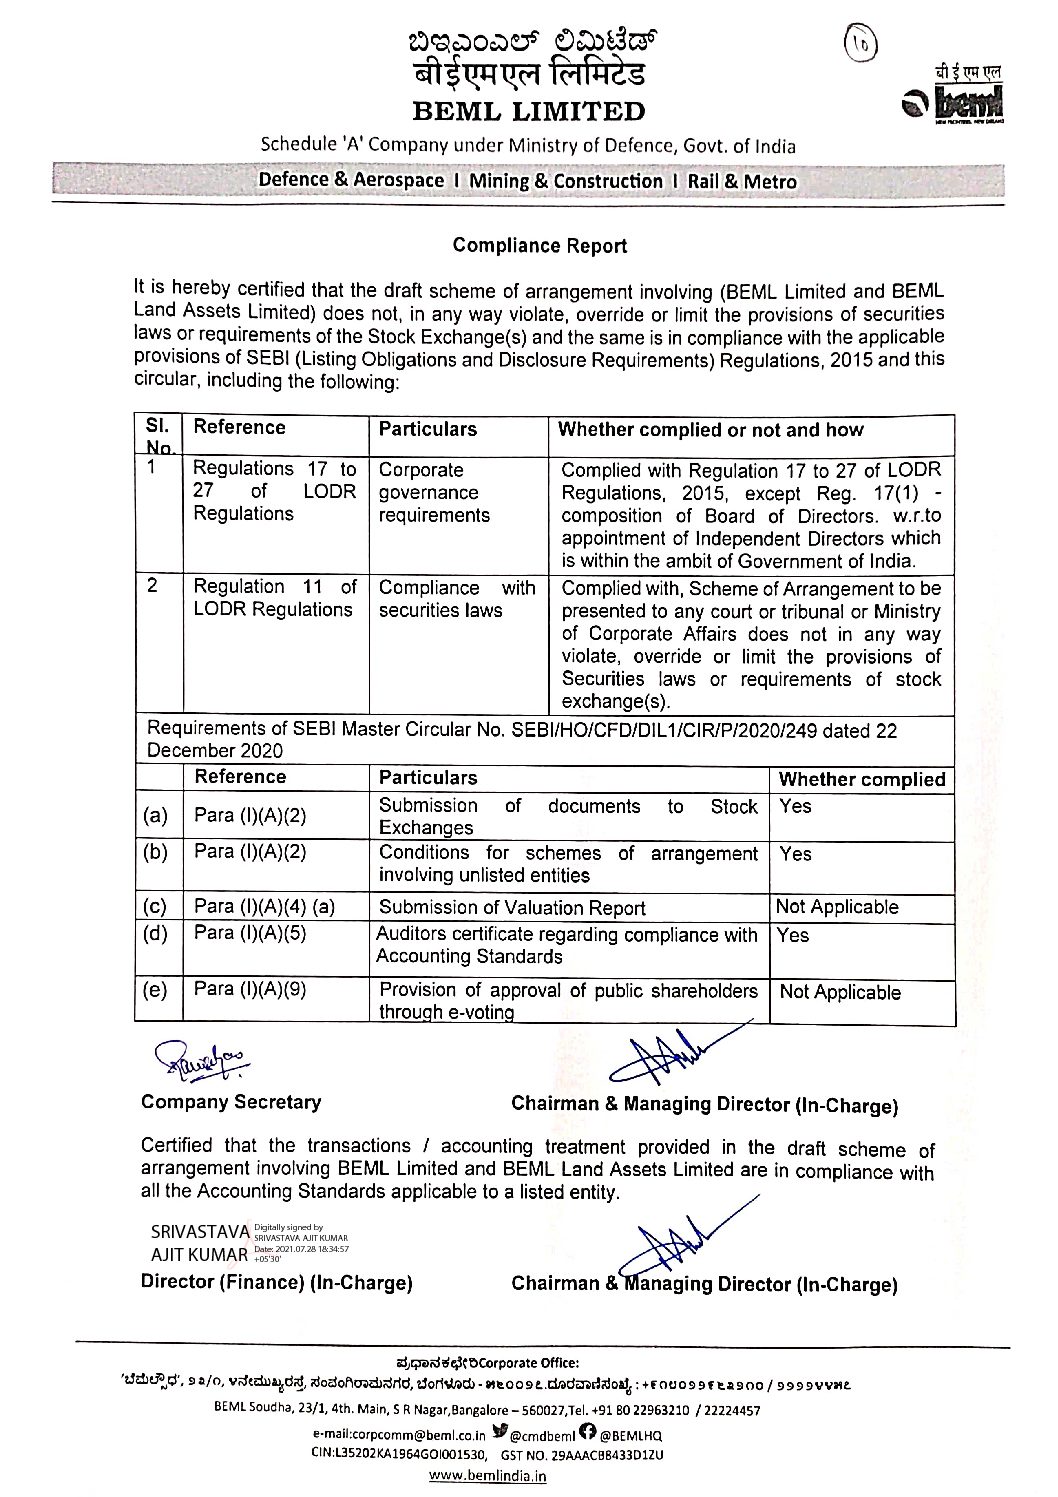 ಬಿಇಎಂಎಲ್ ಲಿಮಿಟೆಡ್
बीईएमएल लिमिटेड
BEML LIMITED
10
बी ई एम एल
beml
Schedule 'A' Company under Ministry of Defence, Govt. of India
Defence & Aerospace I Mining & Construction I Rail & Metro
Compliance Report
It is hereby certified that the draft scheme of arrangement involving (BEML Limited and BEML
Land Assets Limited) does not, in any way violate, override or limit the provisions of securities
laws or requirements of the Stock Exchange(s) and the same is in compliance with the applicable
provisions of SEBI (Listing Obligations and Disclosure Requirements) Regulations, 2015 and this
circular, including the following:
Sl. No. Reference Particulars Whether complied or not and how
1 Regulations 17 to Corporate Complied with Regulation 17 to 27 of LODR
27 of LODR governance Regulations, 2015, except Reg. 17(1) -
Regulations requirements composition of Board of Directors. w.r.to
appointment of Independent Directors which
is within the ambit of Government of India.
2 Regulation 11 of Compliance with Complied with, Scheme of Arrangement to be
LODR Regulations securities laws presented to any court or tribunal or Ministry
of Corporate Affairs does not in any way
violate, override or limit the provisions of
Securities laws or requirements of stock
exchange(s).
Requirements of SEBI Master Circular No. SEBI/HO/CFD/DIL1/CIR/P/2020/249 dated 22
December 2020
Reference Particulars Whether complied
(a) Para (I)(A)(2) Submission of documents to Stock Yes
Exchanges
(b) Para (I)(A)(2) Conditions for schemes of arrangement Yes
involving unlisted entities
(c) Para (I)(A)(4) (a) Submission of Valuation Report Not Applicable
(d) Para (I)(A)(5) Auditors certificate regarding compliance with Yes
Accounting Standards
(e) Para (I)(A)(9) Provision of approval of public shareholders Not Applicable
through e-voting
Company Secretary Chairman & Managing Director (In-Charge)
Certified that the transactions / accounting treatment provided in the draft scheme of
arrangement involving BEML Limited and BEML Land Assets Limited are in compliance with
all the Accounting Standards applicable to a listed entity.
SRIVASTAVA
AJIT KUMAR
Digitally signed by
SRIVASTAVA AJIT KUMAR
Date: 2021.07.28 18:34:57
+05'30'
Director (Finance) (In-Charge) Chairman & Managing Director (In-Charge)
ಪ್ರಧಾನಕಛೇರಿCorporate Office:
'ಬೆಮೆಲ್ಸೌಧ', ೨೩/೧, ೪ನೇಮುಖ್ಯರಸ್ತೆ, ಸಂಪಂಗಿರಾಮನಗರ, ಬೆಂಗಳೂರು -
BEML Soudha, 23/1, 4th. Main, S R Nagar,Bangalore – 560027,Tel. +91 80 22963210 / 22224457
e-mail:corpcomm@beml.co.in @cmdbeml @BEMLHQ
CIN:L35202KA1964GOI001530, GST NO. 29AAACB8433D1ZU
www.bemlindia.in